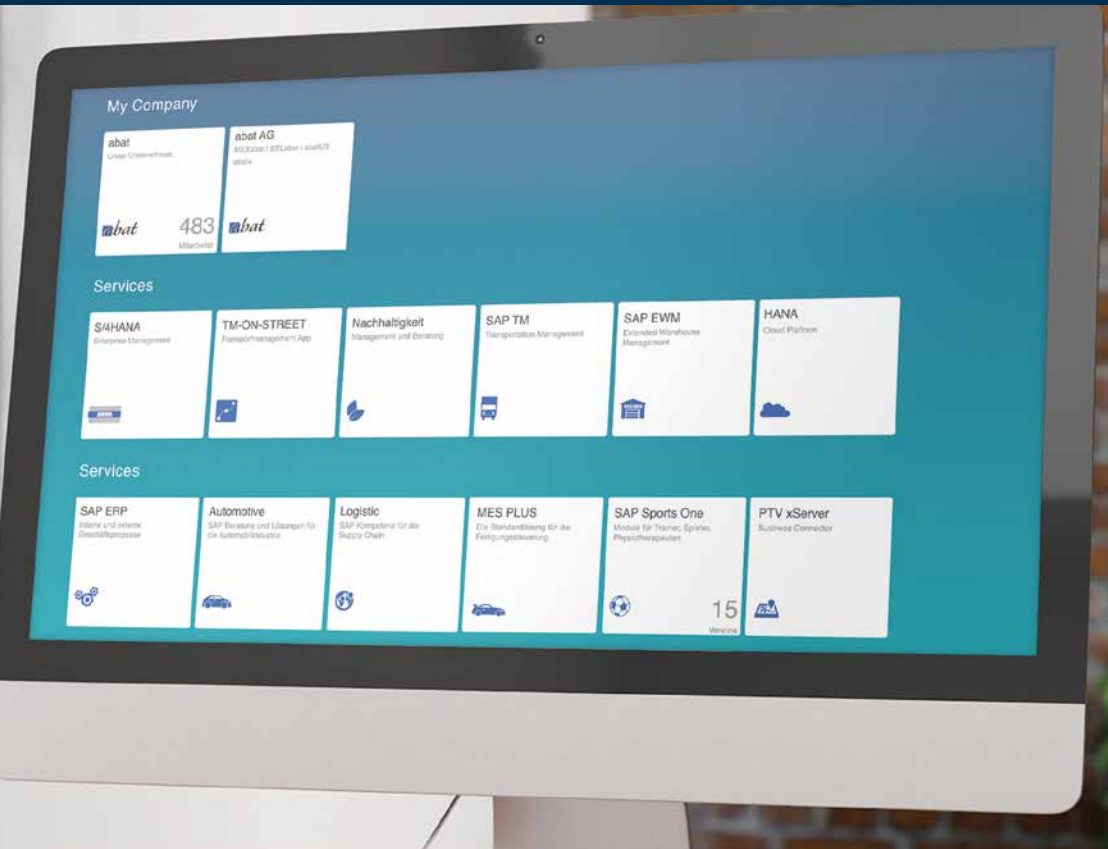 My Company
abat
Unser Unternehmen
abat
483
Mitarbeiter
abat AG
abat+
abat
Services
S/4HANA
Enterprise Management
TM-ON-STREET
Transportmanagement App
Nachhaltigkeit
Management und Beratung
SAP TM
Transportation Management
SAP EWM
Extended Warehouse
Management
HANA
Cloud Platform
Services
SAP ERP
Interne und externe
Geschäftsprozesse
Automotive
SAP Beratung und Lösungen für
die Automobilindustrie
Logistic
SAP Kompetenz für die
Supply Chain
MES PLUS
Die Standardlösung für die
Fertigungssteuerung
SAP Sports One
Module für Trainer, Spieler,
Physiotherapeuten
15
Vereine
PTV xServer
Business Connector